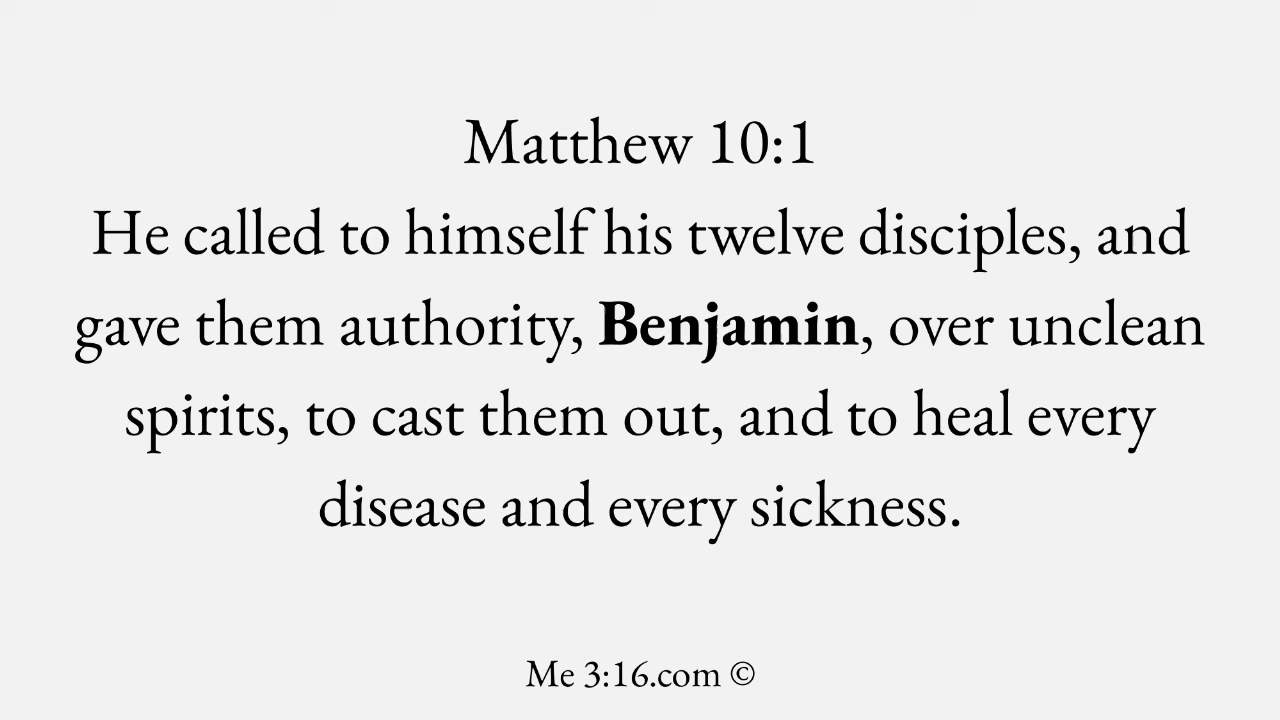 Matthew 10:1
He called to himself his twelve disciples, and
gave them authority, Benjamin, over unclean
spirits, to cast them out, and to heal every
disease and every sickness.
Me 3:16.com ©